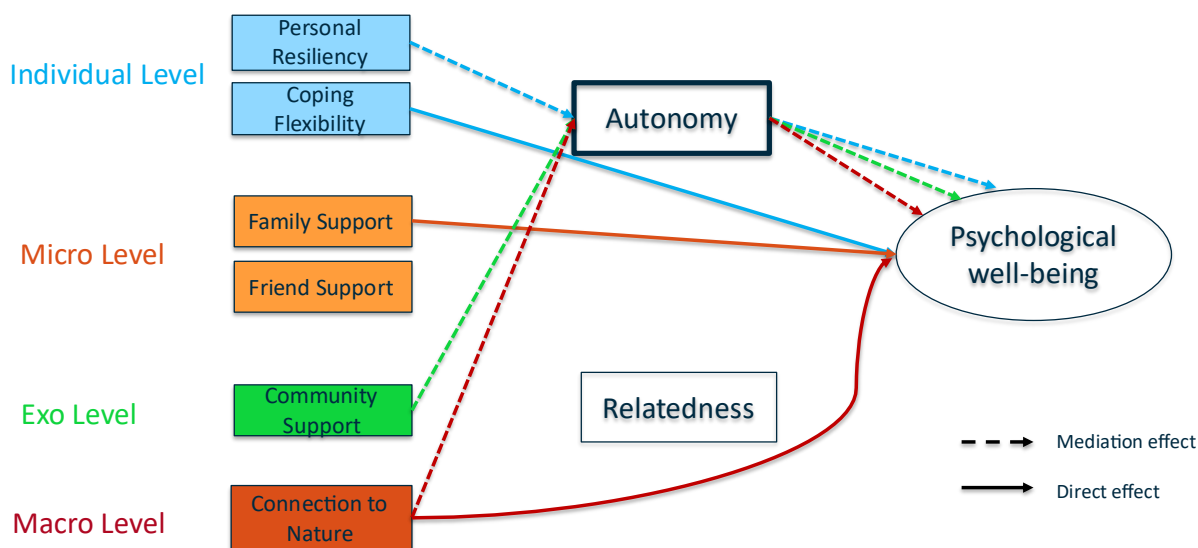 Personal
Resiliency
Individual Level
Coping
Flexibility
Autonomy
Family Support
Micro Level
Psychological
well-being
Friend Support
Community
Support
Exo Level
Relatedness
Mediation effect
Direct effect
Connection to
Nature
Macro Level